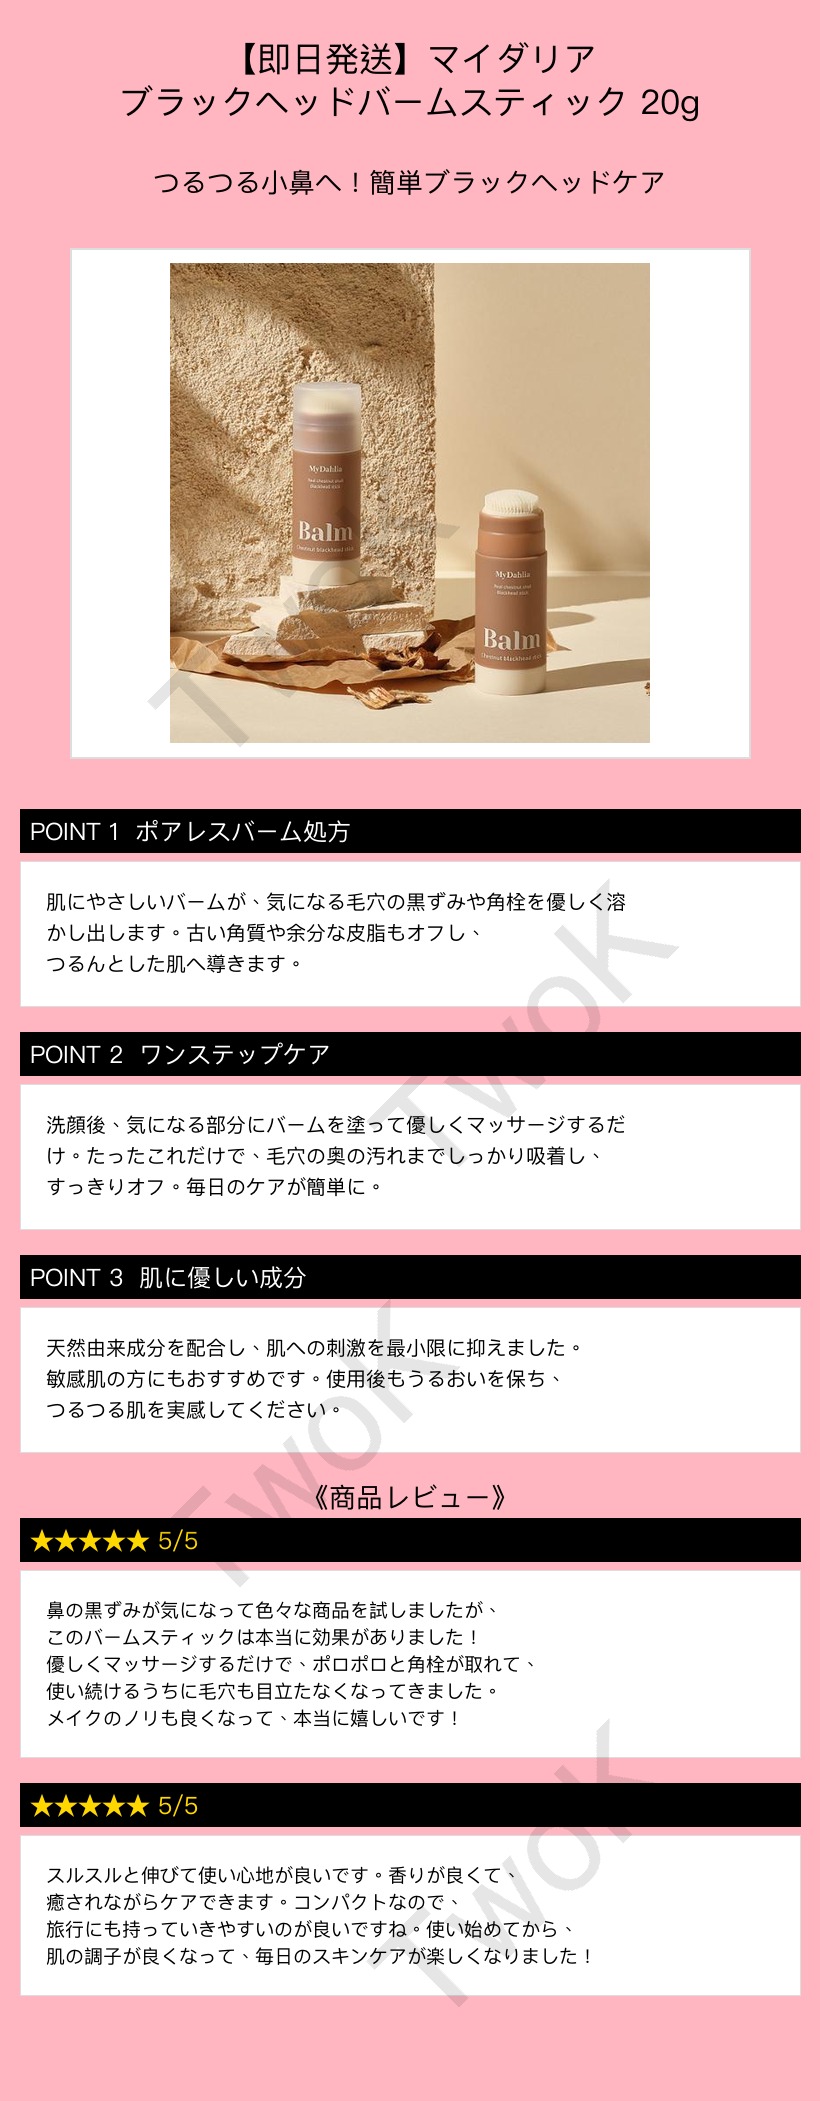 【即日発送】マイダリア
ブラックヘッドバームスティック 20g
つるつる小鼻へ！簡単ブラックヘッドケア
MyDahlia
Real chestnut shell
Blackhead stick
Balm
Chestnut blackhead stick
MyDahlia
Real chestnut shell
Blackhead stick
Balm
Chestnut blackhead stick
TwoK
POINT 1 ポアレスバーム処方
肌にやさしいバームが、気になる毛穴の黒ずみや角栓を優しく溶
かし出します。古い角質や余分な皮脂もオフし、
つるんとした肌へ導きます。
TwoK
POINT 2 ワンステップケア
洗顔後、気になる部分にバームを塗って優しくマッサージするだ
け。たったこれだけで、毛穴の奥の汚れまでしっかり吸着し、
すっきりオフ。毎日のケアが簡単に。
POINT 3 肌に優しい成分
天然由来成分を配合し、肌への刺激を最小限に抑えました。
敏感肌の方にもおすすめです。使用後もうるおいを保ち、
つるつる肌を実感してください。
TwoK
《商品レビュー》
★★★★★ 5/5
鼻の黒ずみが気になって色々な商品を試しましたが、
このバームスティックは本当に効果がありました！
優しくマッサージするだけで、ポロポロと角栓が取れて、
使い続けるうちに毛穴も目立たなくなってきました。
メイクのノリも良くなって、本当に嬉しいです！
★★★★★ 5/5
スルスルと伸びて使い心地が良いです。香りが良くて、
癒されながらケアできます。コンパクトなので、
旅行にも持っていきやすいのが良いですね。使い始めてから、
肌の調子が良くなって、毎日のスキンケアが楽しくなりました！
TwoK